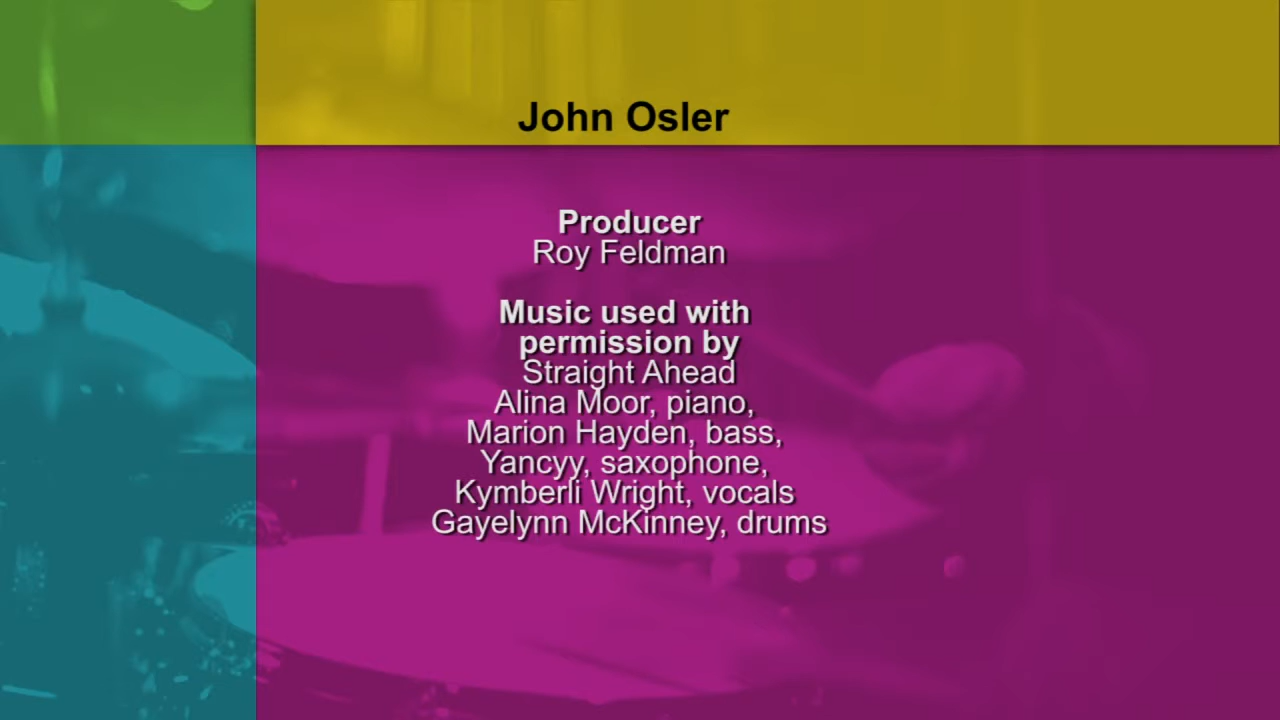 John Osler
Producer
Roy Feldman
Music used with
permission by
Straight Ahead
Alina Moor, piano,
Marion Hayden, bass,
Yancyy, saxophone,
Kymberli Wright, vocals
Gayelynn McKinney, drums